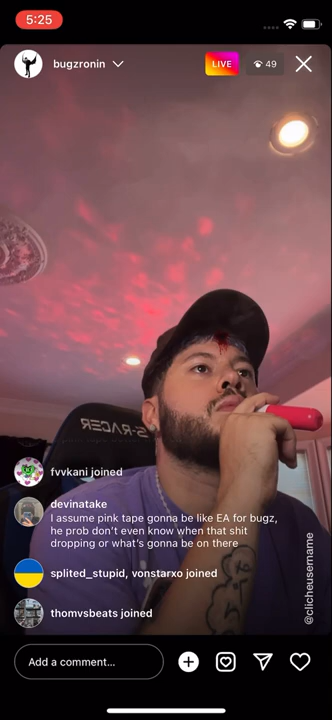 5:25
bugzronin
LIVE
49
S-RACER
fvvkani joined
devinatake
I assume pink tape gonna be like EA for bugz,
he prob don't even know when that shit
dropping or what's gonna be on there
splited_stupid, vonstarxo joined
thomvsbeats joined
@clicheusername
Add a comment...